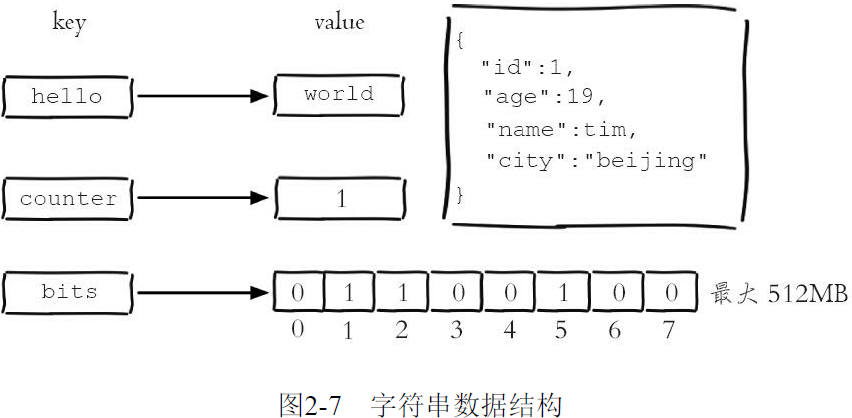 key value
hello world
counter 1
{
"id":1,
"age":19,
"name":tim,
"city":"beijing"
}
bits 0 1 1 0 0 1 0 0 最大 512MB
0 1 2 3 4 5 6 7
图2-7 字符串数据结构